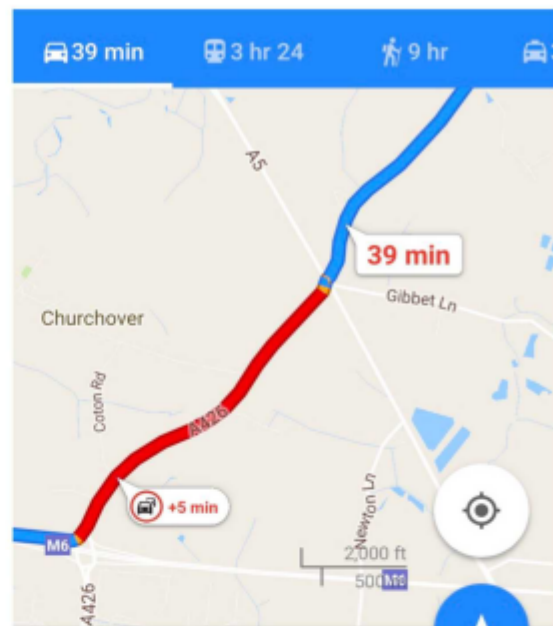 39 min
3 hr 24
9 hr
A5
39 min
Gibbet Ln
Churchover
Coton Rd
A426
+5 min
Newton Ln
M6
2,000 ft
A426